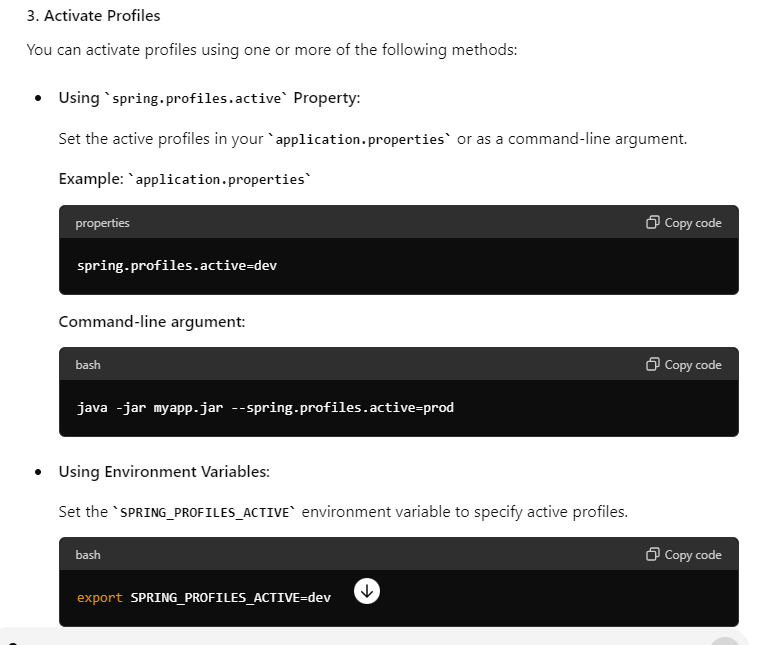 3. Activate Profiles
You can activate profiles using one or more of the following methods:
Using `spring.profiles.active` Property:
Set the active profiles in your `application.properties` or as a command-line argument.
Example: `application.properties`
properties Copy code
spring.profiles.active=dev
Command-line argument:
bash Copy code
java -jar myapp.jar --spring.profiles.active=prod
Using Environment Variables:
Set the `SPRING_PROFILES_ACTIVE` environment variable to specify active profiles.
bash Copy code
export SPRING_PROFILES_ACTIVE=dev